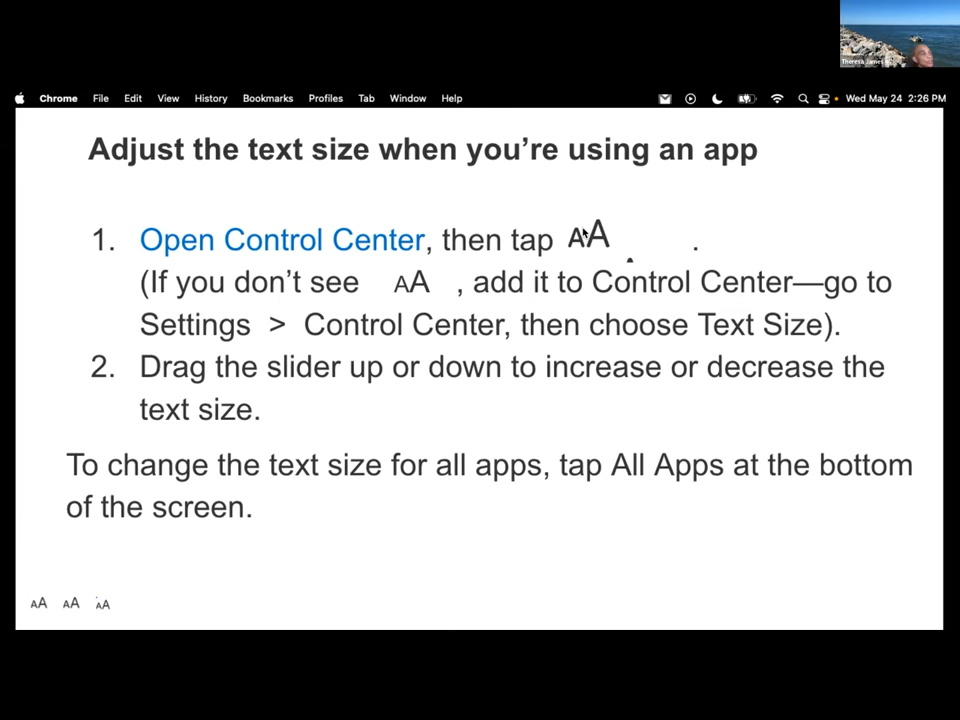 Theresa James
Chrome File Edit View History Bookmarks Profiles Tab Window Help Wed May 24 2:26 PM
Adjust the text size when you’re using an app
1. Open Control Center, then tap AA .
(If you don’t see AA , add it to Control Center—go to
Settings > Control Center, then choose Text Size).
2. Drag the slider up or down to increase or decrease the
text size.
To change the text size for all apps, tap All Apps at the bottom
of the screen.
AA AA AA